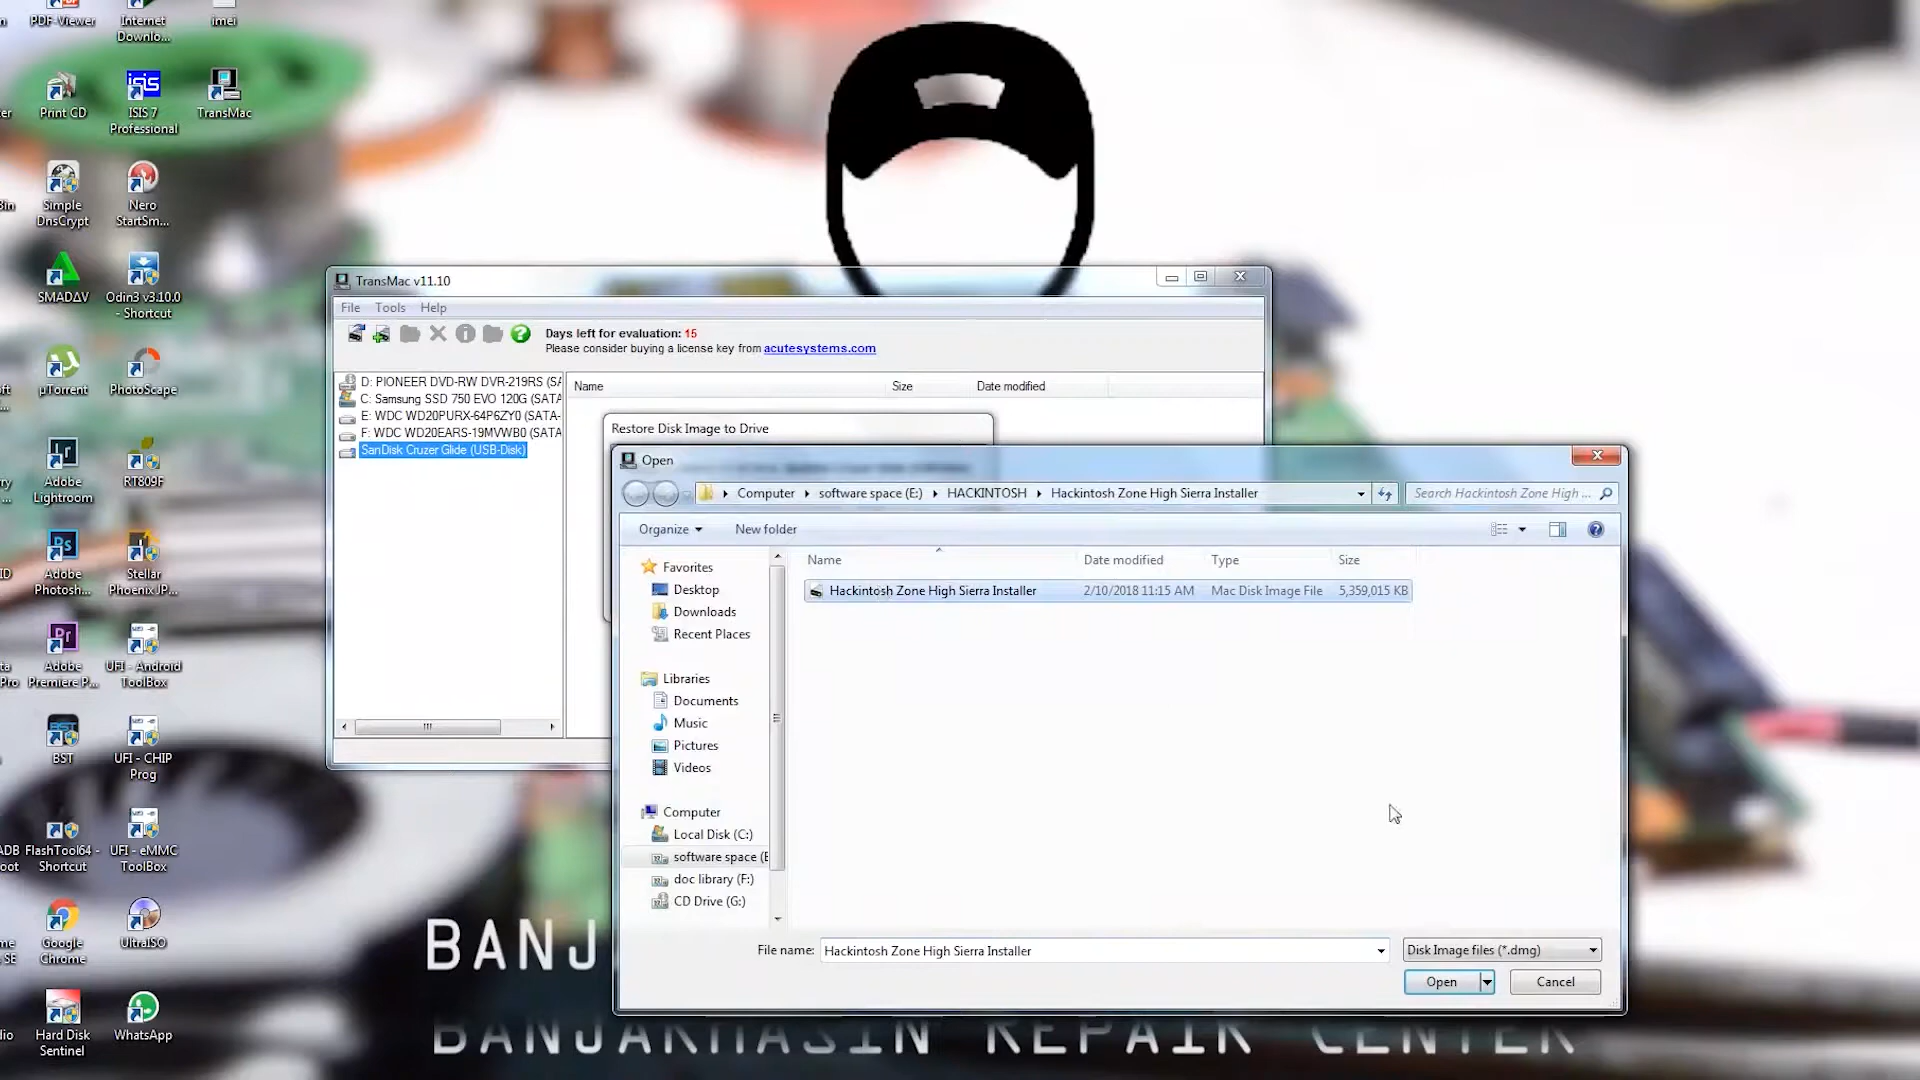 PDF-Viewer
Internet
Downlo...
imei
Print CD
ISIS 7
Professional
TransMac
Simple
DnsCrypt
Nero
StartSm...
SMADΔV
Odin3 v3.10.0
- Shortcut
µTorrent
PhotoScape
Adobe
Lightroom
RT809F
Adobe
Photosh...
Stellar
Phoenix JP...
Adobe
Premiere P...
UFI - Android
ToolBox
BST
UFI - CHIP
Prog
FlashTool64 -
Shortcut
UFI - eMMC
ToolBox
Google
Chrome
UltraISO
Hard Disk
Sentinel
WhatsApp
TransMac v11.10
File Tools Help
Days left for evaluation: 15
Please consider buying a license key from acutesystems.com
D: PIONEER DVD-RW DVR-219RS (SA
C: Samsung SSD 750 EVO 120G (SATA
E: WDC WD20PURX-64P6ZY0 (SATA-
F: WDC WD20EARS-19MVWB0 (SATA
SanDisk Cruzer Glide (USB-Disk)
Name Size Date modified
Restore Disk Image to Drive
Open
Computer software space (E:) HACKINTOSH Hackintosh Zone High Sierra Installer
Search Hackintosh Zone High ...
Organize New folder
Favorites
Desktop
Downloads
Recent Places
Libraries
Documents
Music
Pictures
Videos
Computer
Local Disk (C:)
software space (E
doc library (F:)
CD Drive (G:)
Name Date modified Type Size
Hackintosh Zone High Sierra Installer 2/10/2018 11:15 AM Mac Disk Image File 5,359,015 KB
File name: Hackintosh Zone High Sierra Installer
Disk Image files (*.dmg)
Open Cancel
BANJ
BANJARMASIN REPAIR CENTER